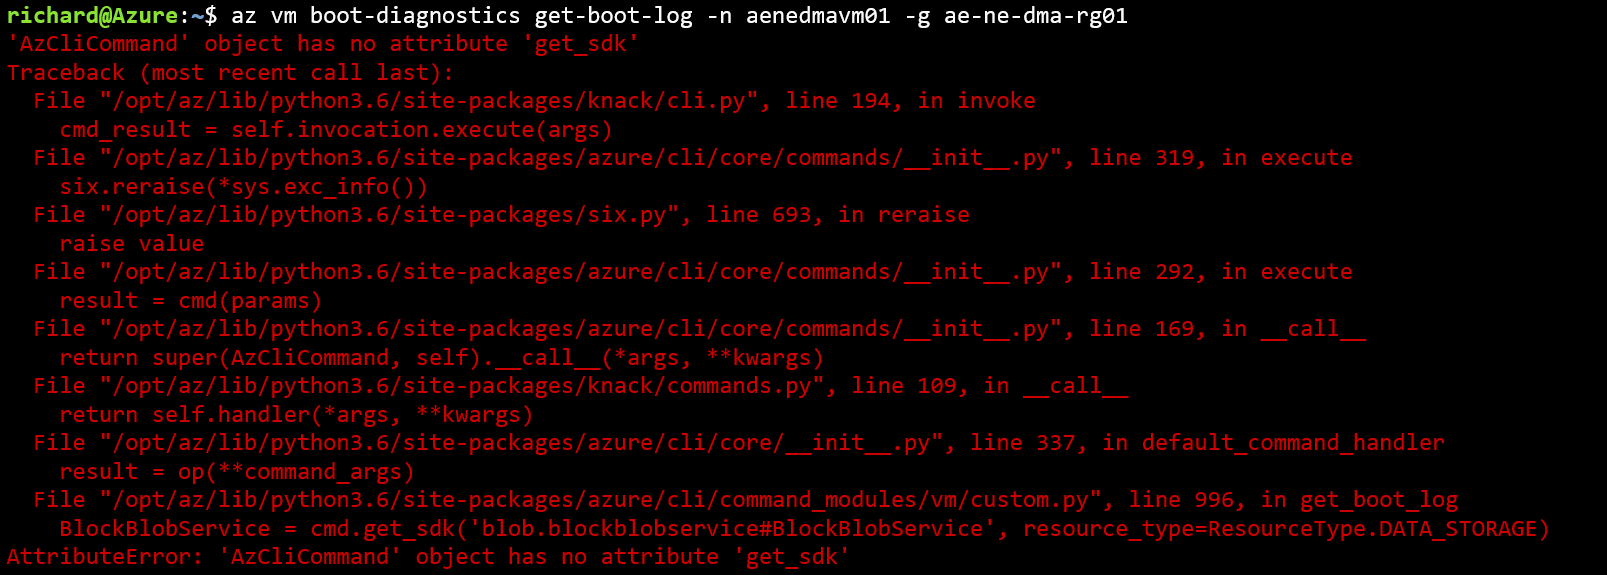 richard@Azure:~$ az vm boot-diagnostics get-boot-log -n aenedmavm01 -g ae-ne-dma-rg01
'AzCliCommand' object has no attribute 'get_sdk'
Traceback (most recent call last):
  File "/opt/az/lib/python3.6/site-packages/knack/cli.py", line 194, in invoke
    cmd_result = self.invocation.execute(args)
  File "/opt/az/lib/python3.6/site-packages/azure/cli/core/commands/__init__.py", line 319, in execute
    six.reraise(*sys.exc_info())
  File "/opt/az/lib/python3.6/site-packages/six.py", line 693, in reraise
    raise value
  File "/opt/az/lib/python3.6/site-packages/azure/cli/core/commands/__init__.py", line 292, in execute
    result = cmd(params)
  File "/opt/az/lib/python3.6/site-packages/azure/cli/core/commands/__init__.py", line 169, in __call__
    return super(AzCliCommand, self).__call__(*args, **kwargs)
  File "/opt/az/lib/python3.6/site-packages/knack/commands.py", line 109, in __call__
    return self.handler(*args, **kwargs)
  File "/opt/az/lib/python3.6/site-packages/azure/cli/core/__init__.py", line 337, in default_command_handler
    result = op(**command_args)
  File "/opt/az/lib/python3.6/site-packages/azure/cli/command_modules/vm/custom.py", line 996, in get_boot_log
    BlockBlobService = cmd.get_sdk('blob.blockblobservice#BlockBlobService', resource_type=ResourceType.DATA_STORAGE)
AttributeError: 'AzCliCommand' object has no attribute 'get_sdk'